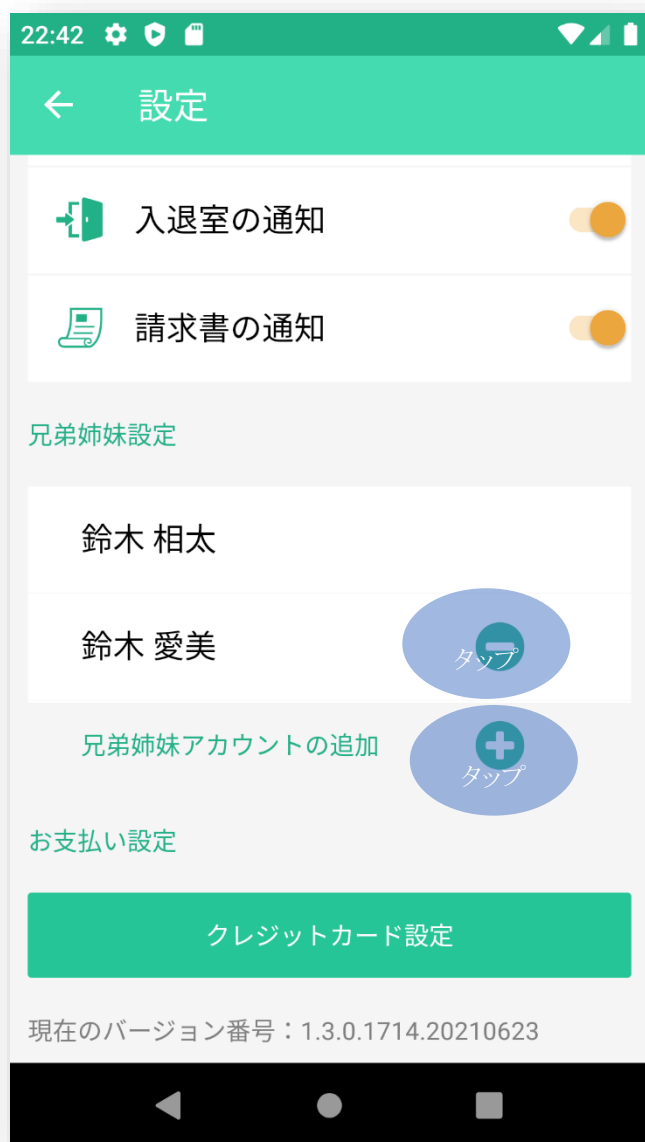 22:42
設定
入退室の通知
請求書の通知
兄弟姉妹設定
鈴木 相太
鈴木 愛美
タップ
兄弟姉妹アカウントの追加
タップ
お支払い設定
クレジットカード設定
現在のバージョン番号：1.3.0.1714.20210623